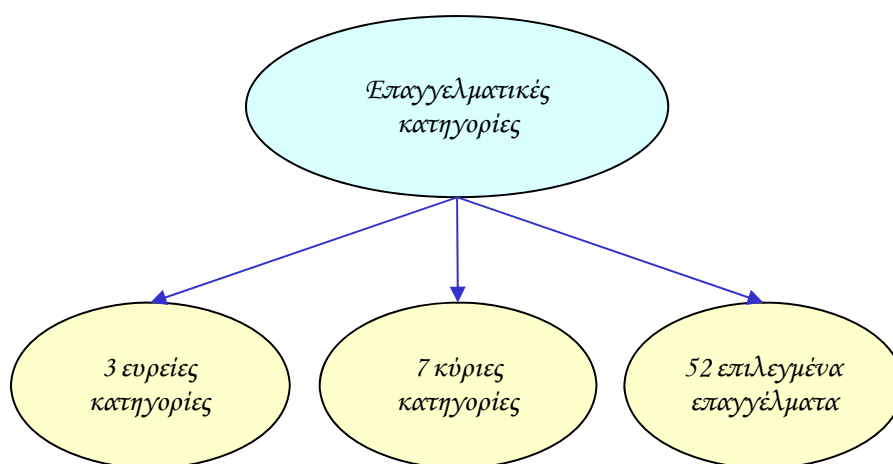 Επαγγελματικές
κατηγορίες
3 ευρείες
κατηγορίες
7 κύριες
κατηγορίες
52 επιλεγμένα
επαγγέλματα